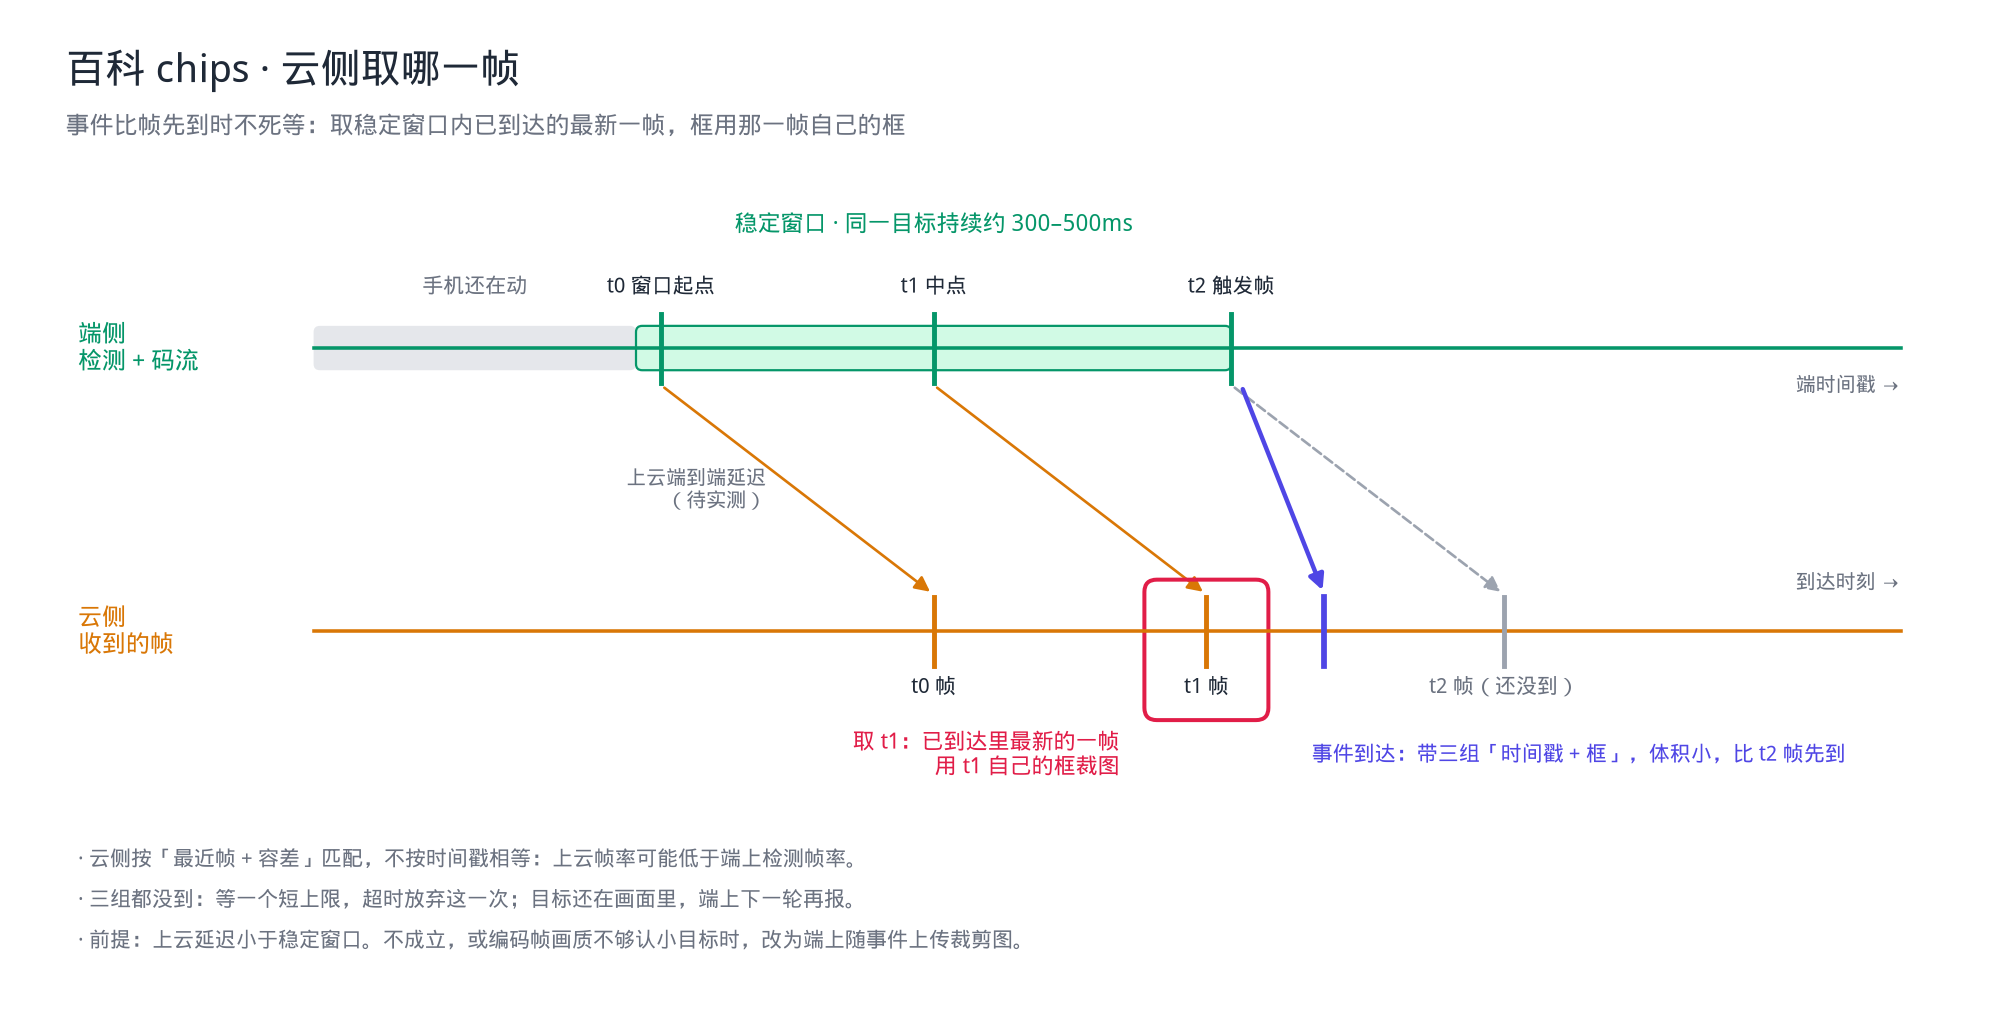 百科 chips · 云侧取哪一帧
事件比帧先到时不死等：取稳定窗口内已到达的最新一帧，框用那一帧自己的框
稳定窗口 · 同一目标持续约 300–500ms
手机还在动
t0 窗口起点
t1 中点
t2 触发帧
端侧
检测 + 码流
端时间戳 →
上云端到端延迟
（待实测）
到达时刻 →
云侧
收到的帧
t0 帧
t1 帧
t2 帧（还没到）
取 t1：已到达里最新的一帧
用 t1 自己的框裁图
事件到达：带三组「时间戳 + 框」，体积小，比 t2 帧先到
· 云侧按「最近帧 + 容差」匹配，不按时间戳相等：上云帧率可能低于端上检测帧率。
· 三组都没到：等一个短上限，超时放弃这一次；目标还在画面里，端上下一轮再报。
· 前提：上云延迟小于稳定窗口。不成立，或编码帧画质不够认小目标时，改为端上随事件上传裁剪图。